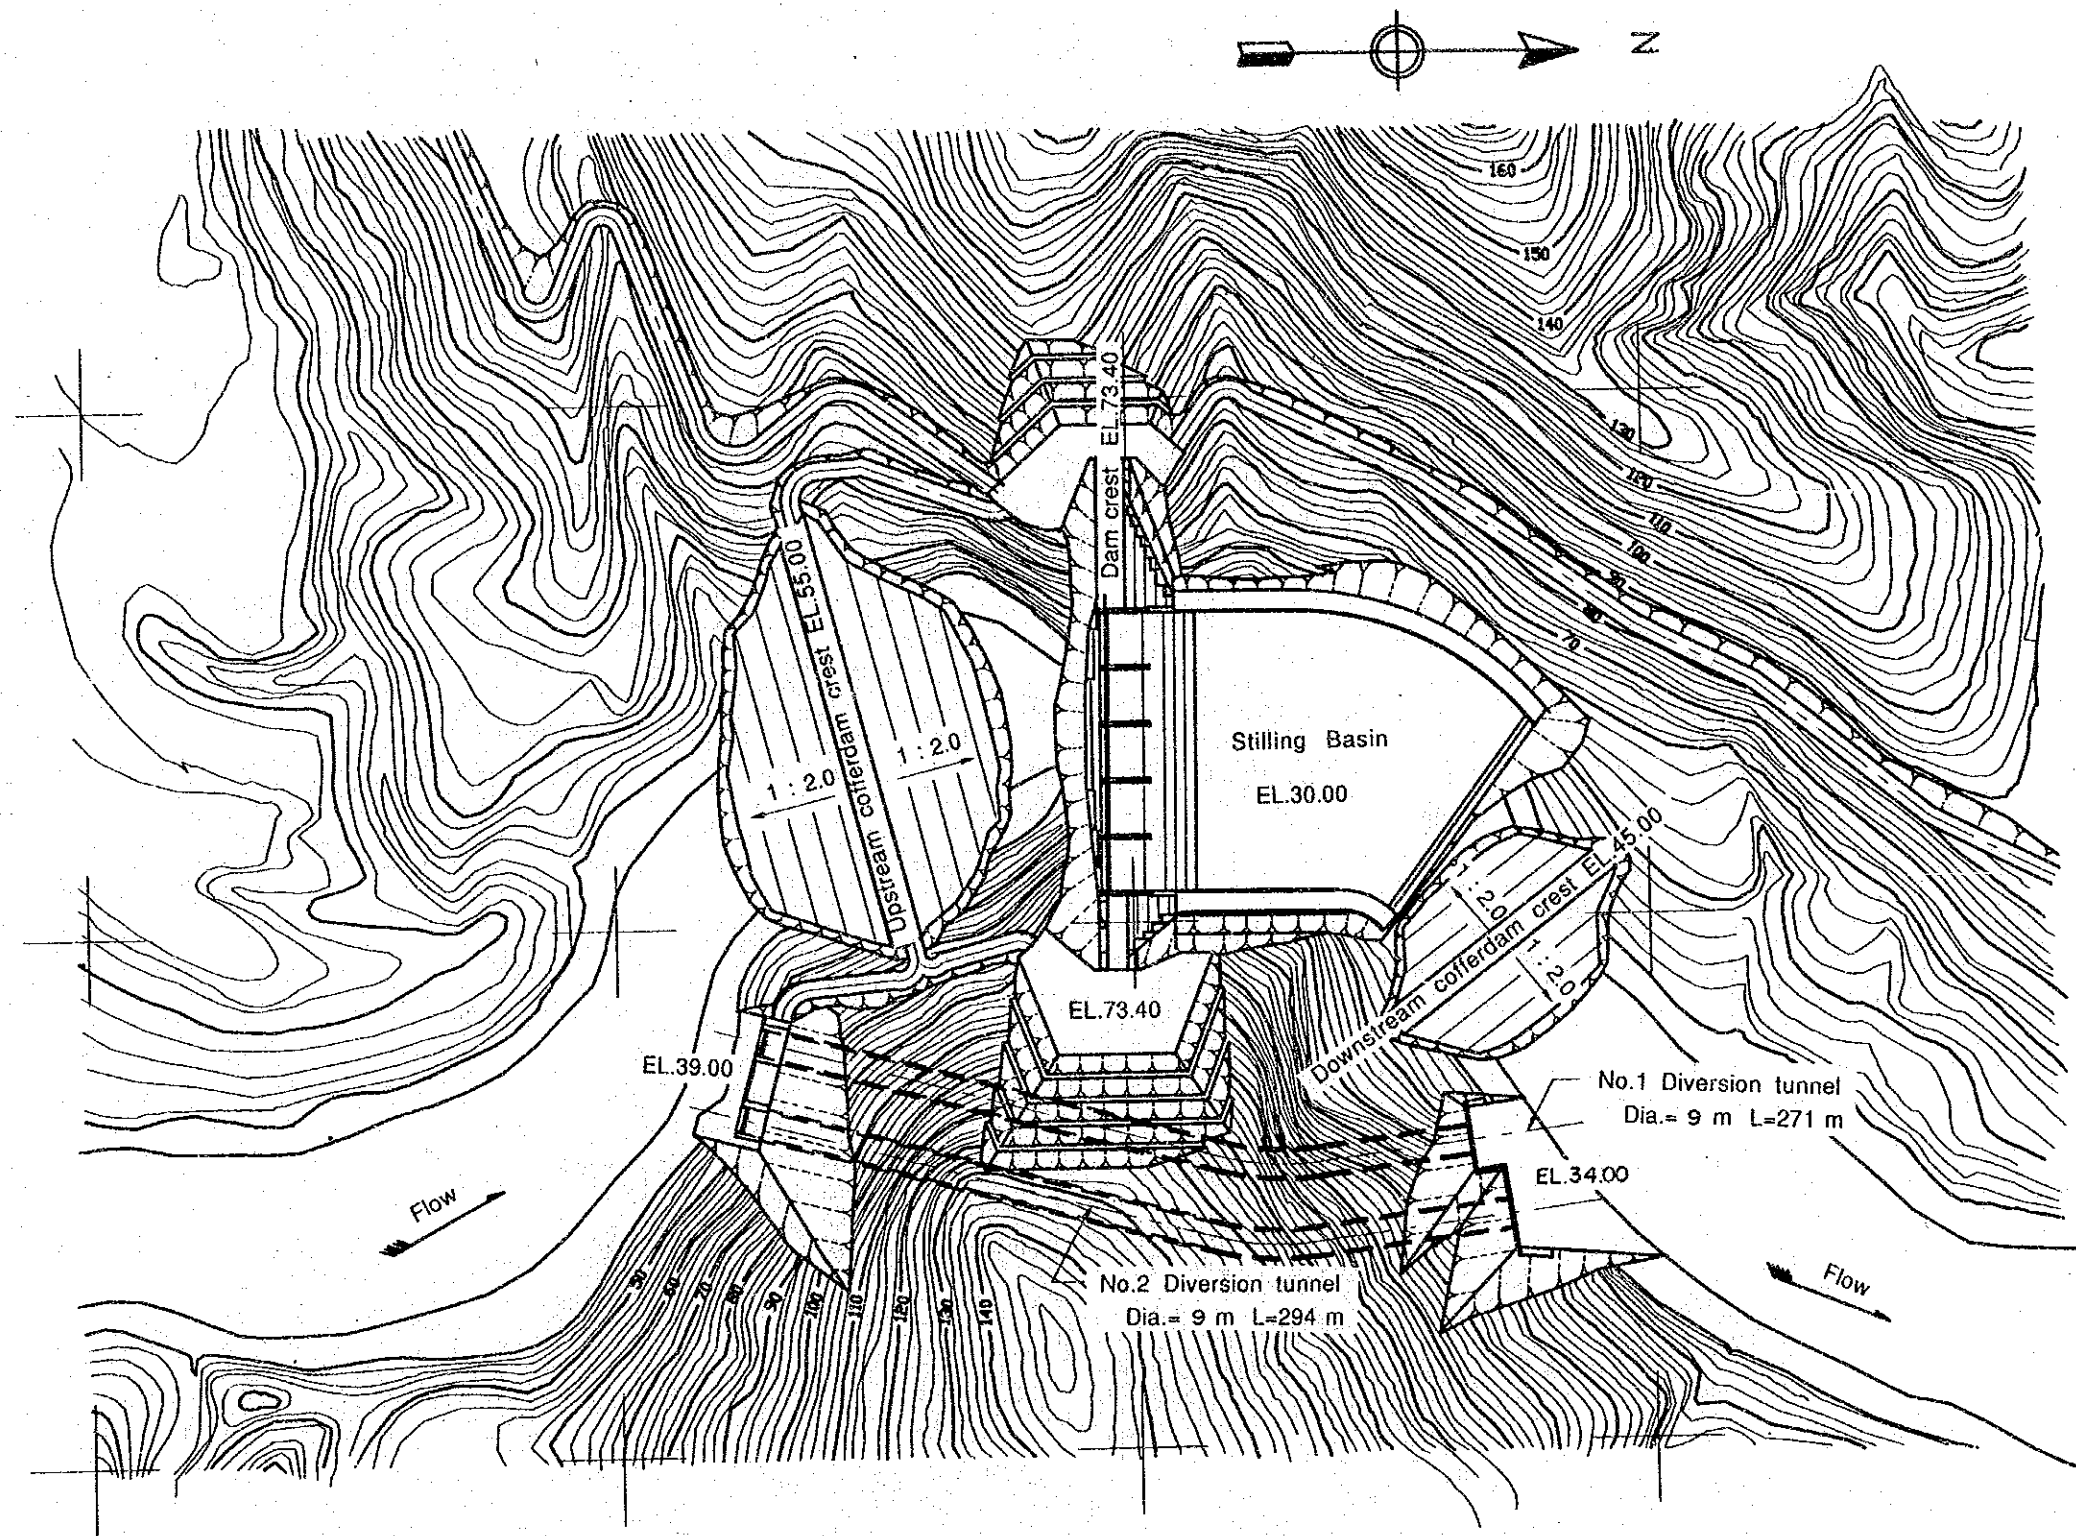 N
160
150
140
130
120
110
100
90
80
70
Dam crest EL.73.40
Upstream cofferdam crest EL.55.00
1 : 2.0
1 : 2.0
Stilling Basin
EL.30.00
Downstream cofferdam crest EL.45.00
1 : 2.0
1 : 2.0
EL.73.40
EL.39.00
No.1 Diversion tunnel
Dia.= 9 m L=271 m
EL.34.00
Flow
Flow
No.2 Diversion tunnel
Dia.= 9 m L=294 m
50
60
70
80
90
100
110
120
130
140